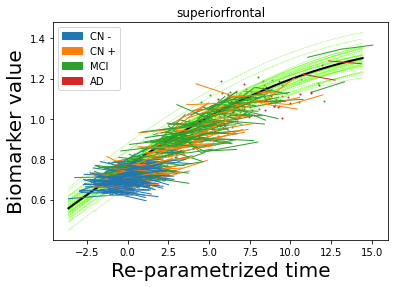 superiorfrontal
CN -
CN +
MCI
AD
Biomarker value
1.4
1.2
1.0
0.8
0.6
−2.5 0.0 2.5 5.0 7.5 10.0 12.5 15.0
Re-parametrized time